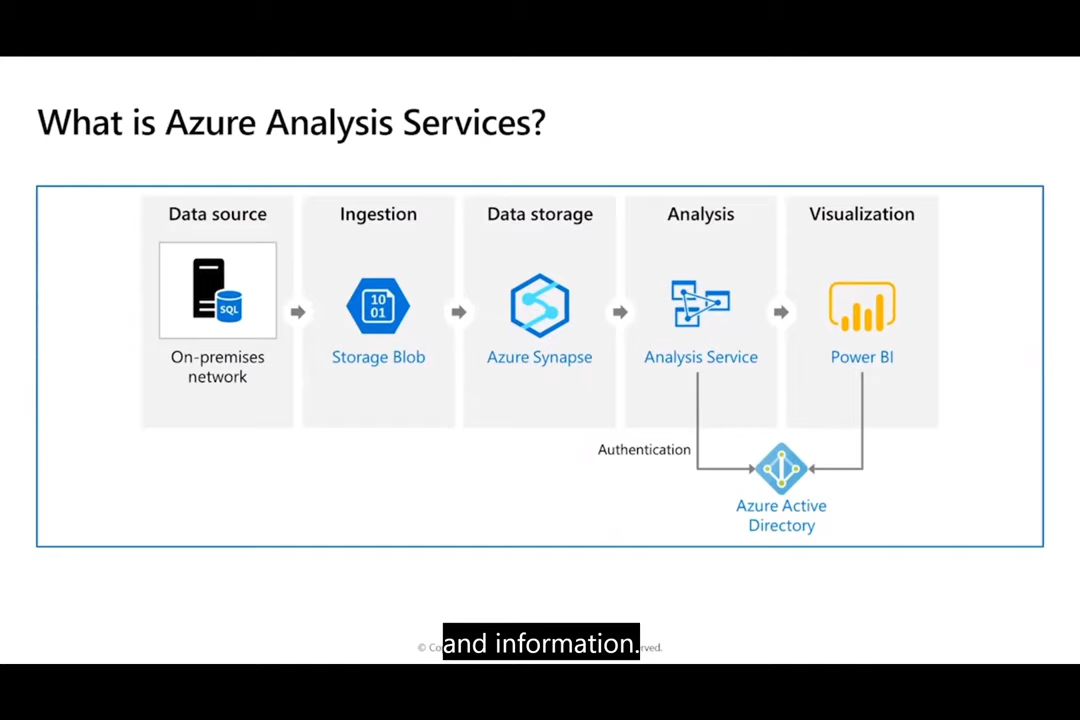 What is Azure Analysis Services?
Data source
Ingestion
Data storage
Analysis
Visualization
SQL
10
01
On-premises
network
Storage Blob
Azure Synapse
Analysis Service
Power BI
Authentication
Azure Active
Directory
and information.